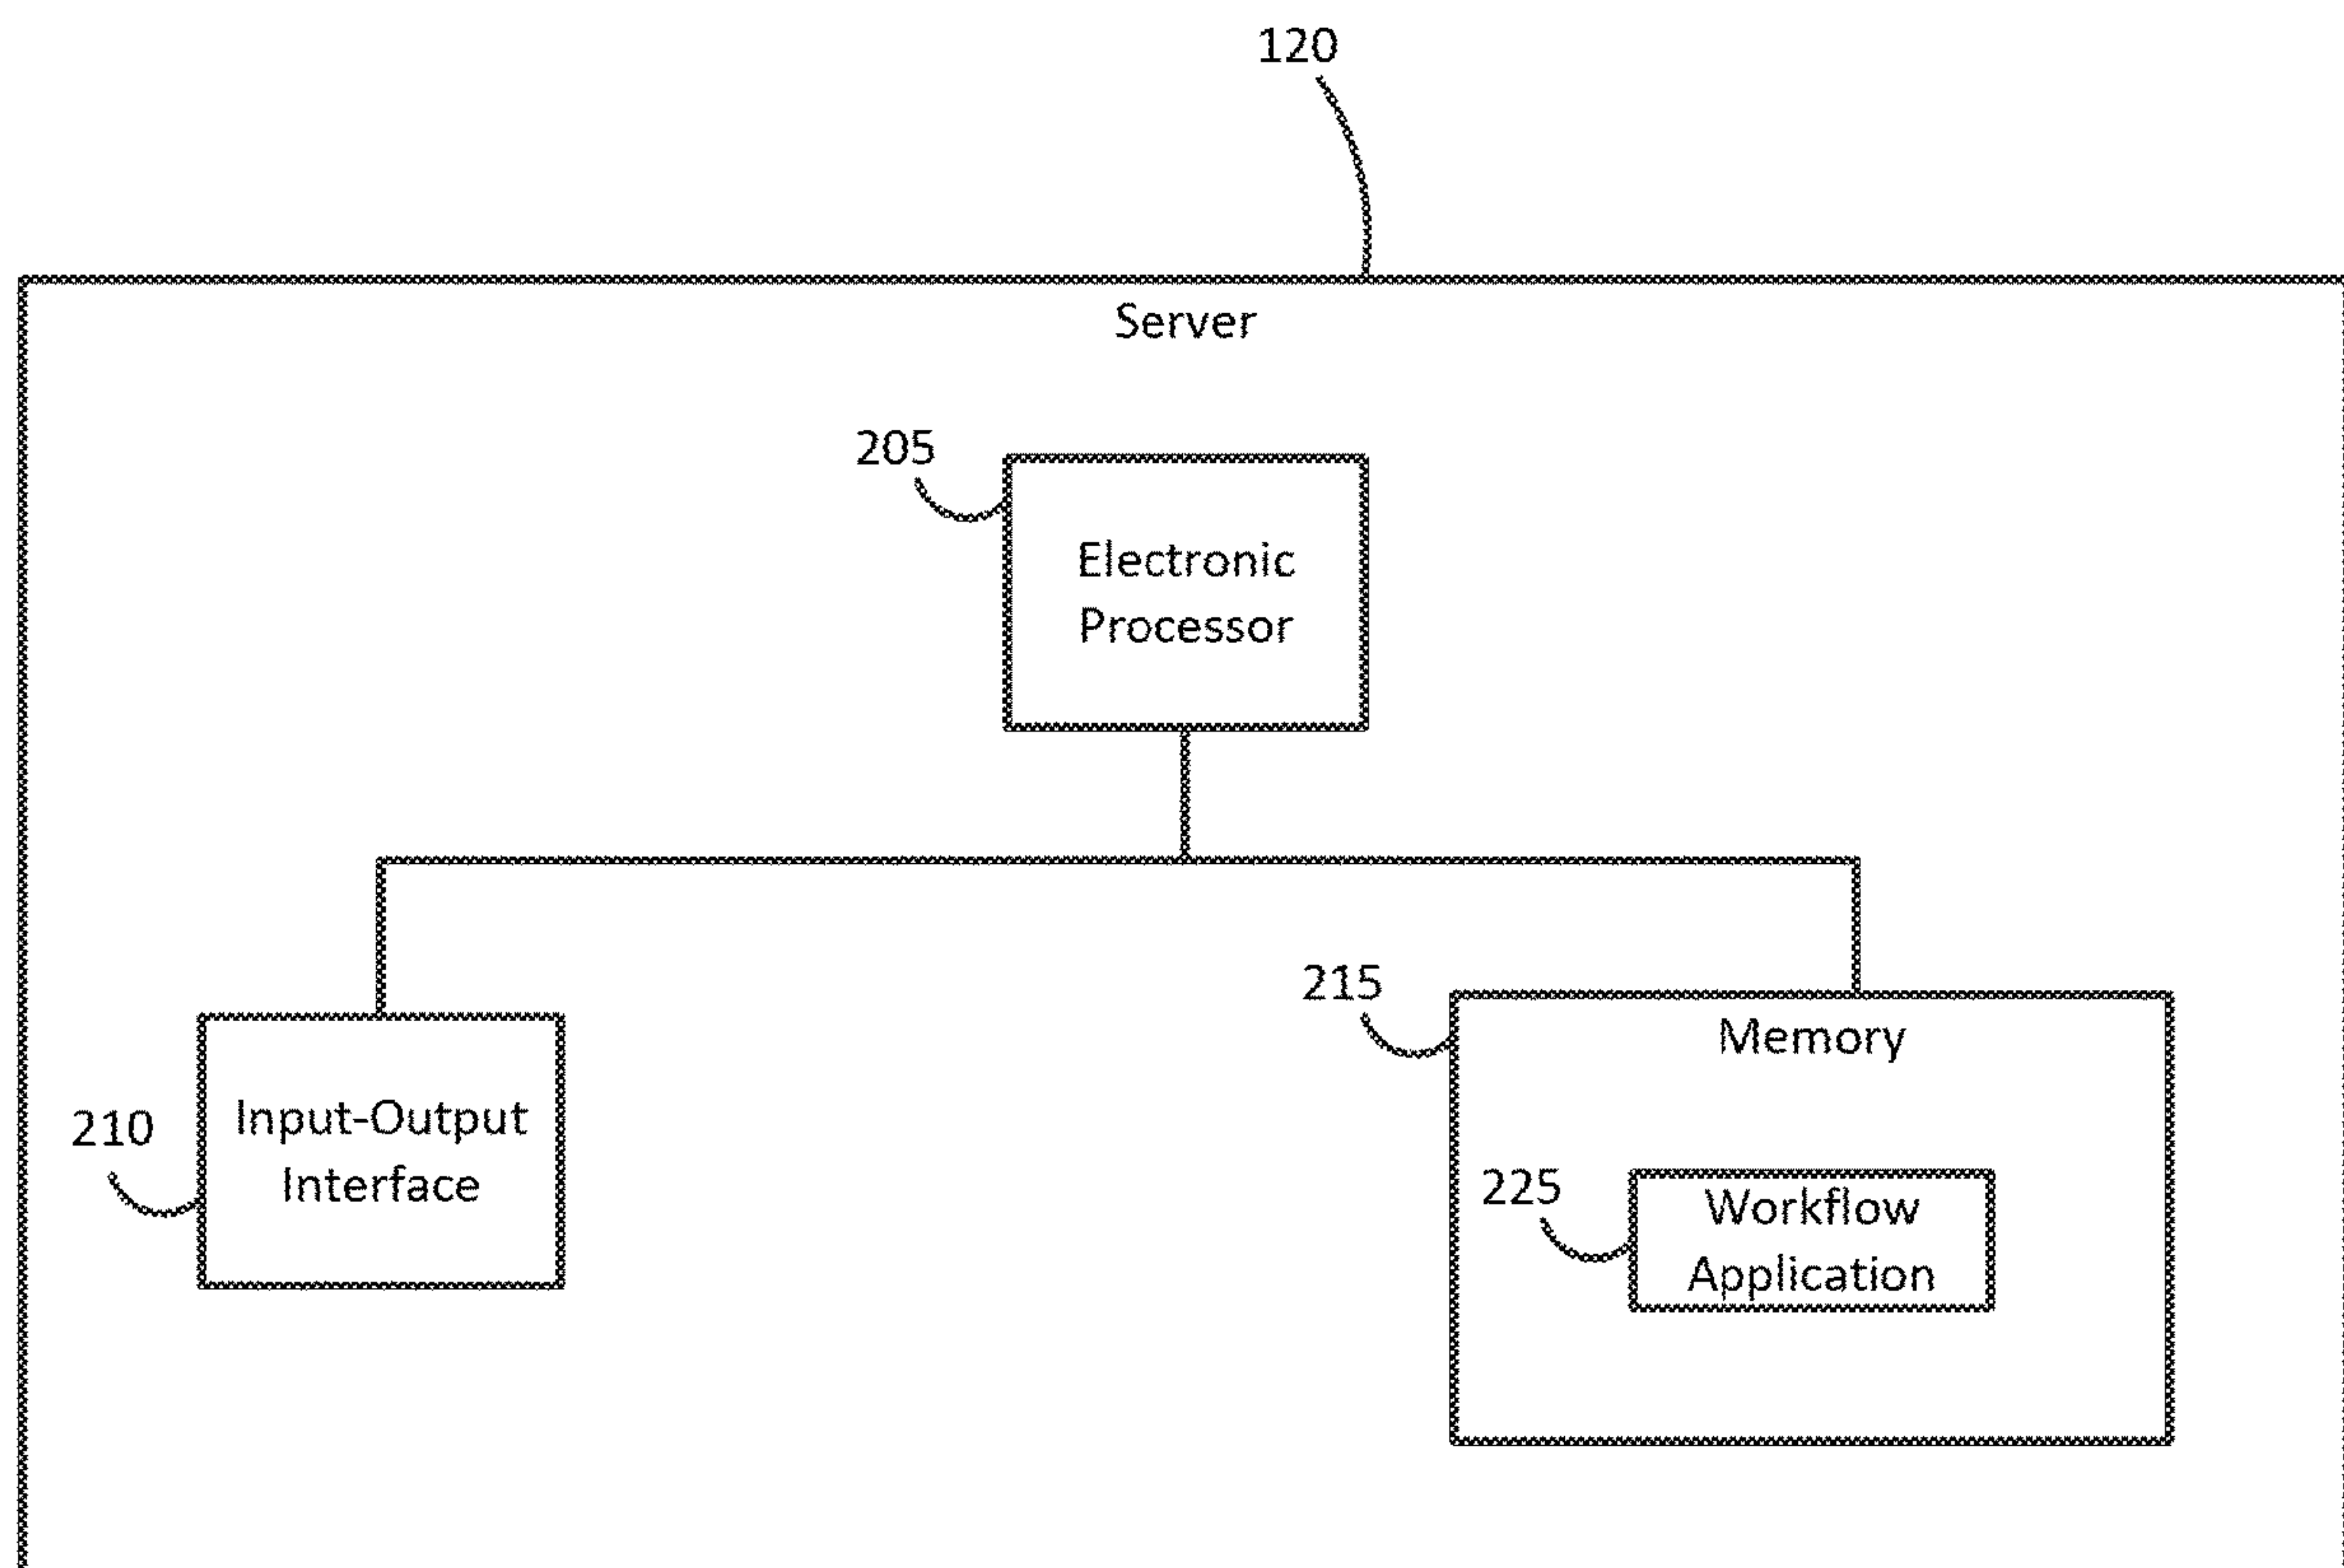 120
Server
205
Electronic
Processor
215
Memory
210
Input-Output
Interface
225
Workflow
Application